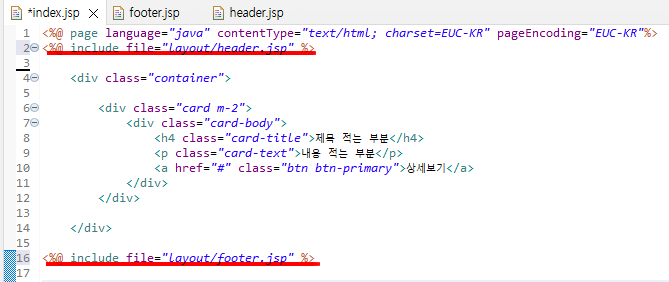 *index.jsp footer.jsp header.jsp
1 <%@ page language="java" contentType="text/html; charset=EUC-KR" pageEncoding="EUC-KR"%>
2 <%@ include file="layout/header.jsp" %>
3
4 <div class="container">
5
6 <div class="card m-2">
7 <div class="card-body">
8 <h4 class="card-title">제목 적는 부분</h4>
9 <p class="card-text">내용 적는 부분</p>
10 <a href="#" class="btn btn-primary">상세보기</a>
11 </div>
12 </div>
13
14 </div>
15
16 <%@ include file="layout/footer.jsp" %>
17